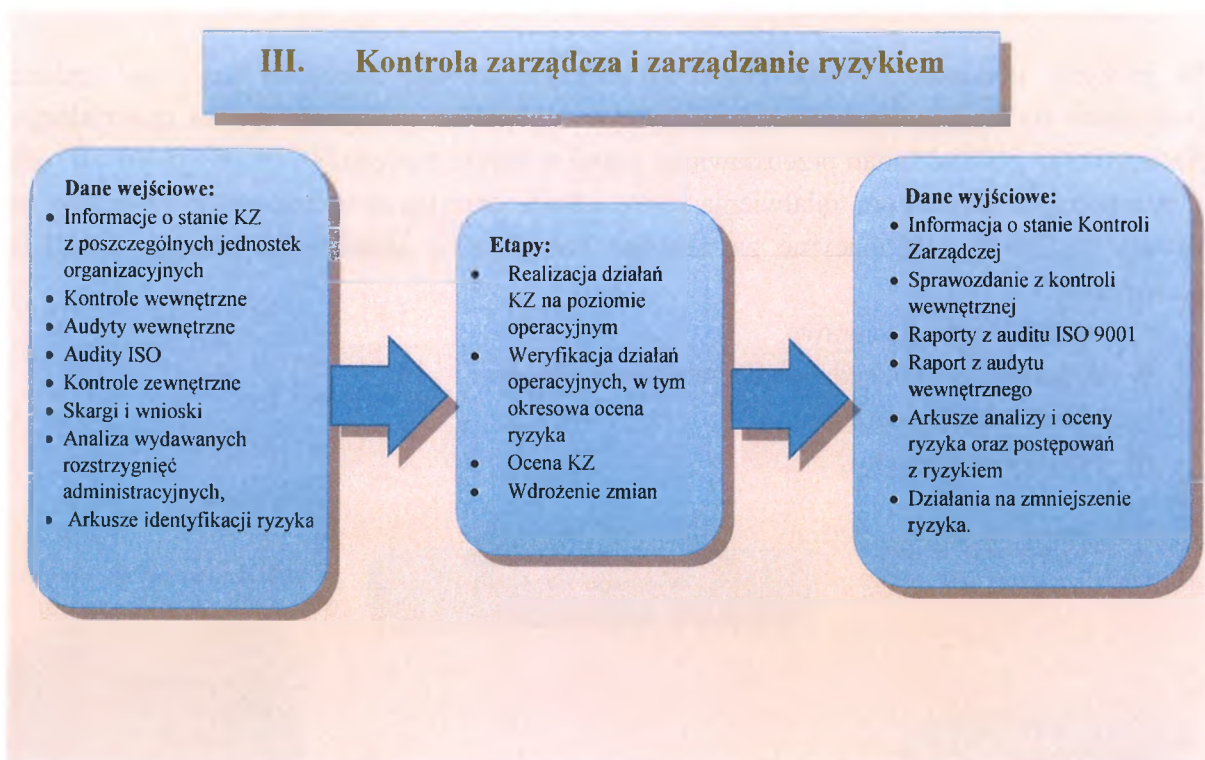 III. Kontrola zarządcza i zarządzanie ryzykiem
Dane wejściowe:
• Informacje o stanie KZ
z poszczególnych jednostek
organizacyjnych
• Kontrole wewnętrzne
• Audyty wewnętrzne
• Audity ISO
• Kontrole zewnętrzne
• Skargi i wnioski
• Analiza wydawanych
rozstrzygnięć
administracyjnych,
• Arkusze identyfikacji ryzyka
Etapy:
• Realizacja działań
KZ na poziomie
operacyjnym
• Weryfikacja działań
operacyjnych, w tym
okresowa ocena
ryzyka
• Ocena KZ
• Wdrożenie zmian
Dane wyjściowe:
• Informacja o stanie Kontroli
Zarządczej
• Sprawozdanie z kontroli
wewnętrznej
• Raporty z auditu ISO 9001
• Raport z audytu
wewnętrznego
• Arkusze analizy i oceny
ryzyka oraz postępowań
z ryzykiem
• Działania na zmniejszenie
ryzyka.